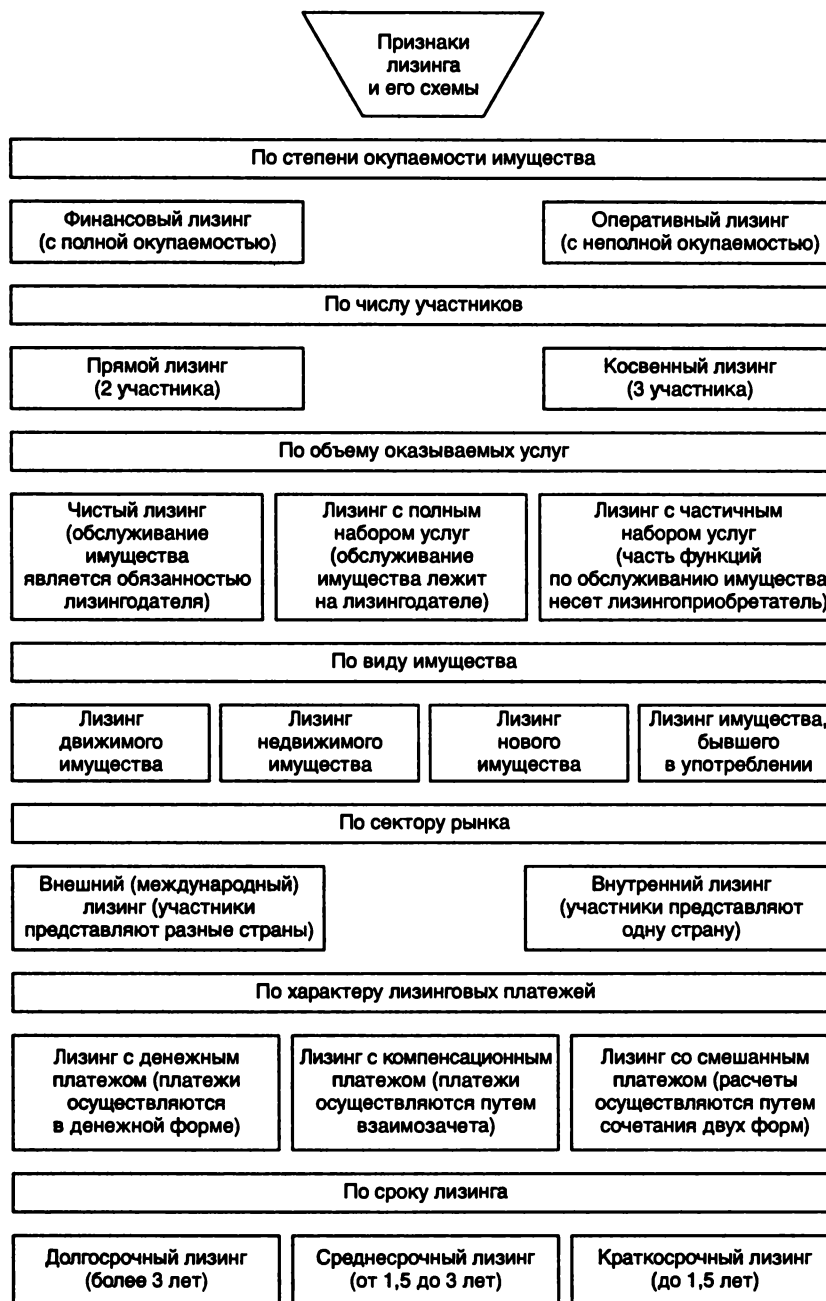 Признаки
лизинга
и его схемы
По степени окупаемости имущества
Финансовый лизинг
(с полной окупаемостью)
Оперативный лизинг
(с неполной окупаемостью)
По числу участников
Прямой лизинг
(2 участника)
Косвенный лизинг
(3 участника)
По объему оказываемых услуг
Чистый лизинг
(обслуживание
имущества
является обязанностью
лизингодателя)
Лизинг с полным
набором услуг
(обслуживание
имущества лежит
на лизингодателе)
Лизинг с частичным
набором услуг
(часть функций
по обслуживанию имущества
несет лизингоприобретатель)
По виду имущества
Лизинг
движимого
имущества
Лизинг
недвижимого
имущества
Лизинг
нового
имущества
Лизинг имущества,
бывшего
в употреблении
По сектору рынка
Внешний (международный)
лизинг (участники
представляют разные страны)
Внутренний лизинг
(участники представляют
одну страну)
По характеру лизинговых платежей
Лизинг с денежным
платежом (платежи
осуществляются
в денежной форме)
Лизинг с компенсационным
платежом (платежи
осуществляются путем
взаимозачета)
Лизинг со смешанным
платежом (расчеты
осуществляются путем
сочетания двух форм)
По сроку лизинга
Долгосрочный лизинг
(более 3 лет)
Среднесрочный лизинг
(от 1,5 до 3 лет)
Краткосрочный лизинг
(до 1,5 лет)